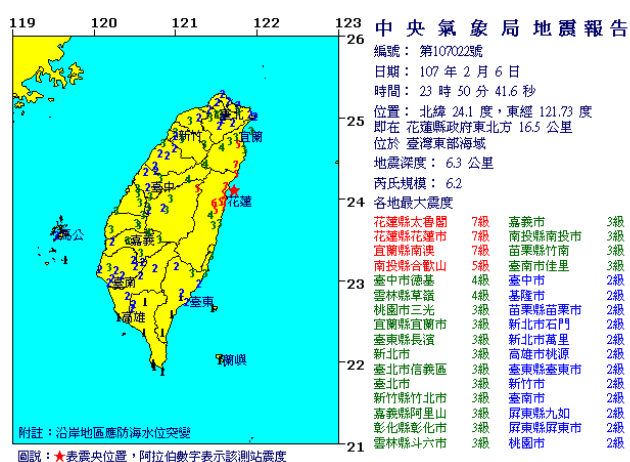 119
120
121
122
123
26
25
24
23
22
21
臺北
新竹
宜蘭
臺中
花蓮
馬公
嘉義
臺南
臺東
高雄
蘭嶼
附註：沿岸地區應防海水位突變
圖說：★表震央位置，阿拉伯數字表示該測站震度
中央氣象局地震報告
編號： 第107022號
日期： 107 年 2 月 6 日
時間： 23 時 50 分 41.6 秒
位置： 北緯 24.1 度，東經 121.73 度
即在 花蓮縣政府東北方 16.5 公里
位於 臺灣東部海域
地震深度： 6.3 公里
芮氏規模： 6.2
各地最大震度
花蓮縣太魯閣 7級 嘉義市 3級
花蓮縣花蓮市 7級 南投縣南投市 3級
宜蘭縣南澳 7級 苗栗縣竹南 3級
南投縣合歡山 5級 臺南市佳里 3級
臺中市德基 4級 臺中市 2級
雲林縣草嶺 4級 基隆市 2級
桃園市三光 3級 苗栗縣苗栗市 2級
宜蘭縣宜蘭市 3級 新北市石門 2級
臺東縣長濱 3級 新北市萬里 2級
新北市 3級 高雄市桃源 2級
臺北市信義區 3級 臺東縣臺東市 2級
臺北市 3級 新竹市 2級
新竹縣竹北市 3級 臺南市 2級
嘉義縣阿里山 3級 屏東縣九如 2級
彰化縣彰化市 3級 屏東縣屏東市 2級
雲林縣斗六市 3級 桃園市 2級